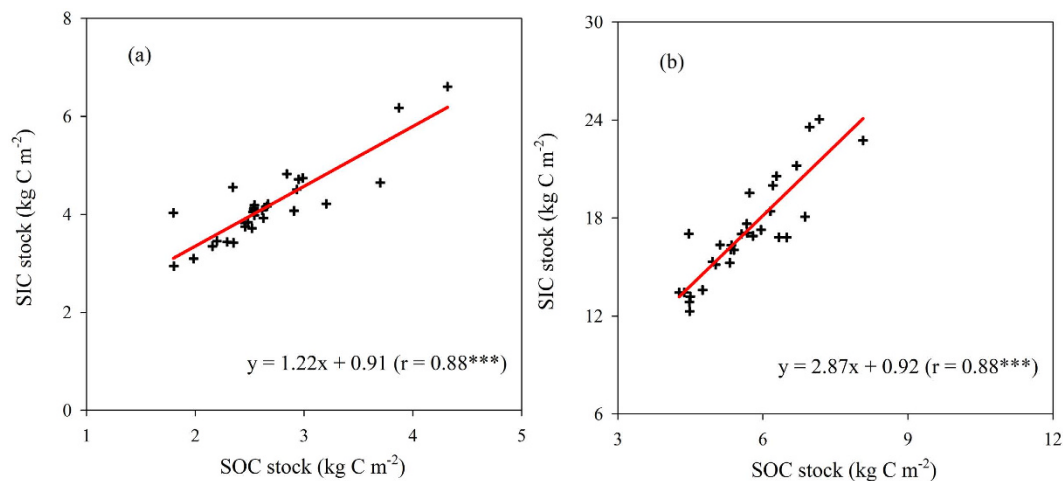 (a)
SIC stock (kg C m-2)
8
6
4
2
0
y = 1.22x + 0.91 (r = 0.88***)
1 2 3 4 5
SOC stock (kg C m-2)
(b)
SIC stock (kg C m-2)
30
24
18
12
6
y = 2.87x + 0.92 (r = 0.88***)
3 6 9 12
SOC stock (kg C m-2)